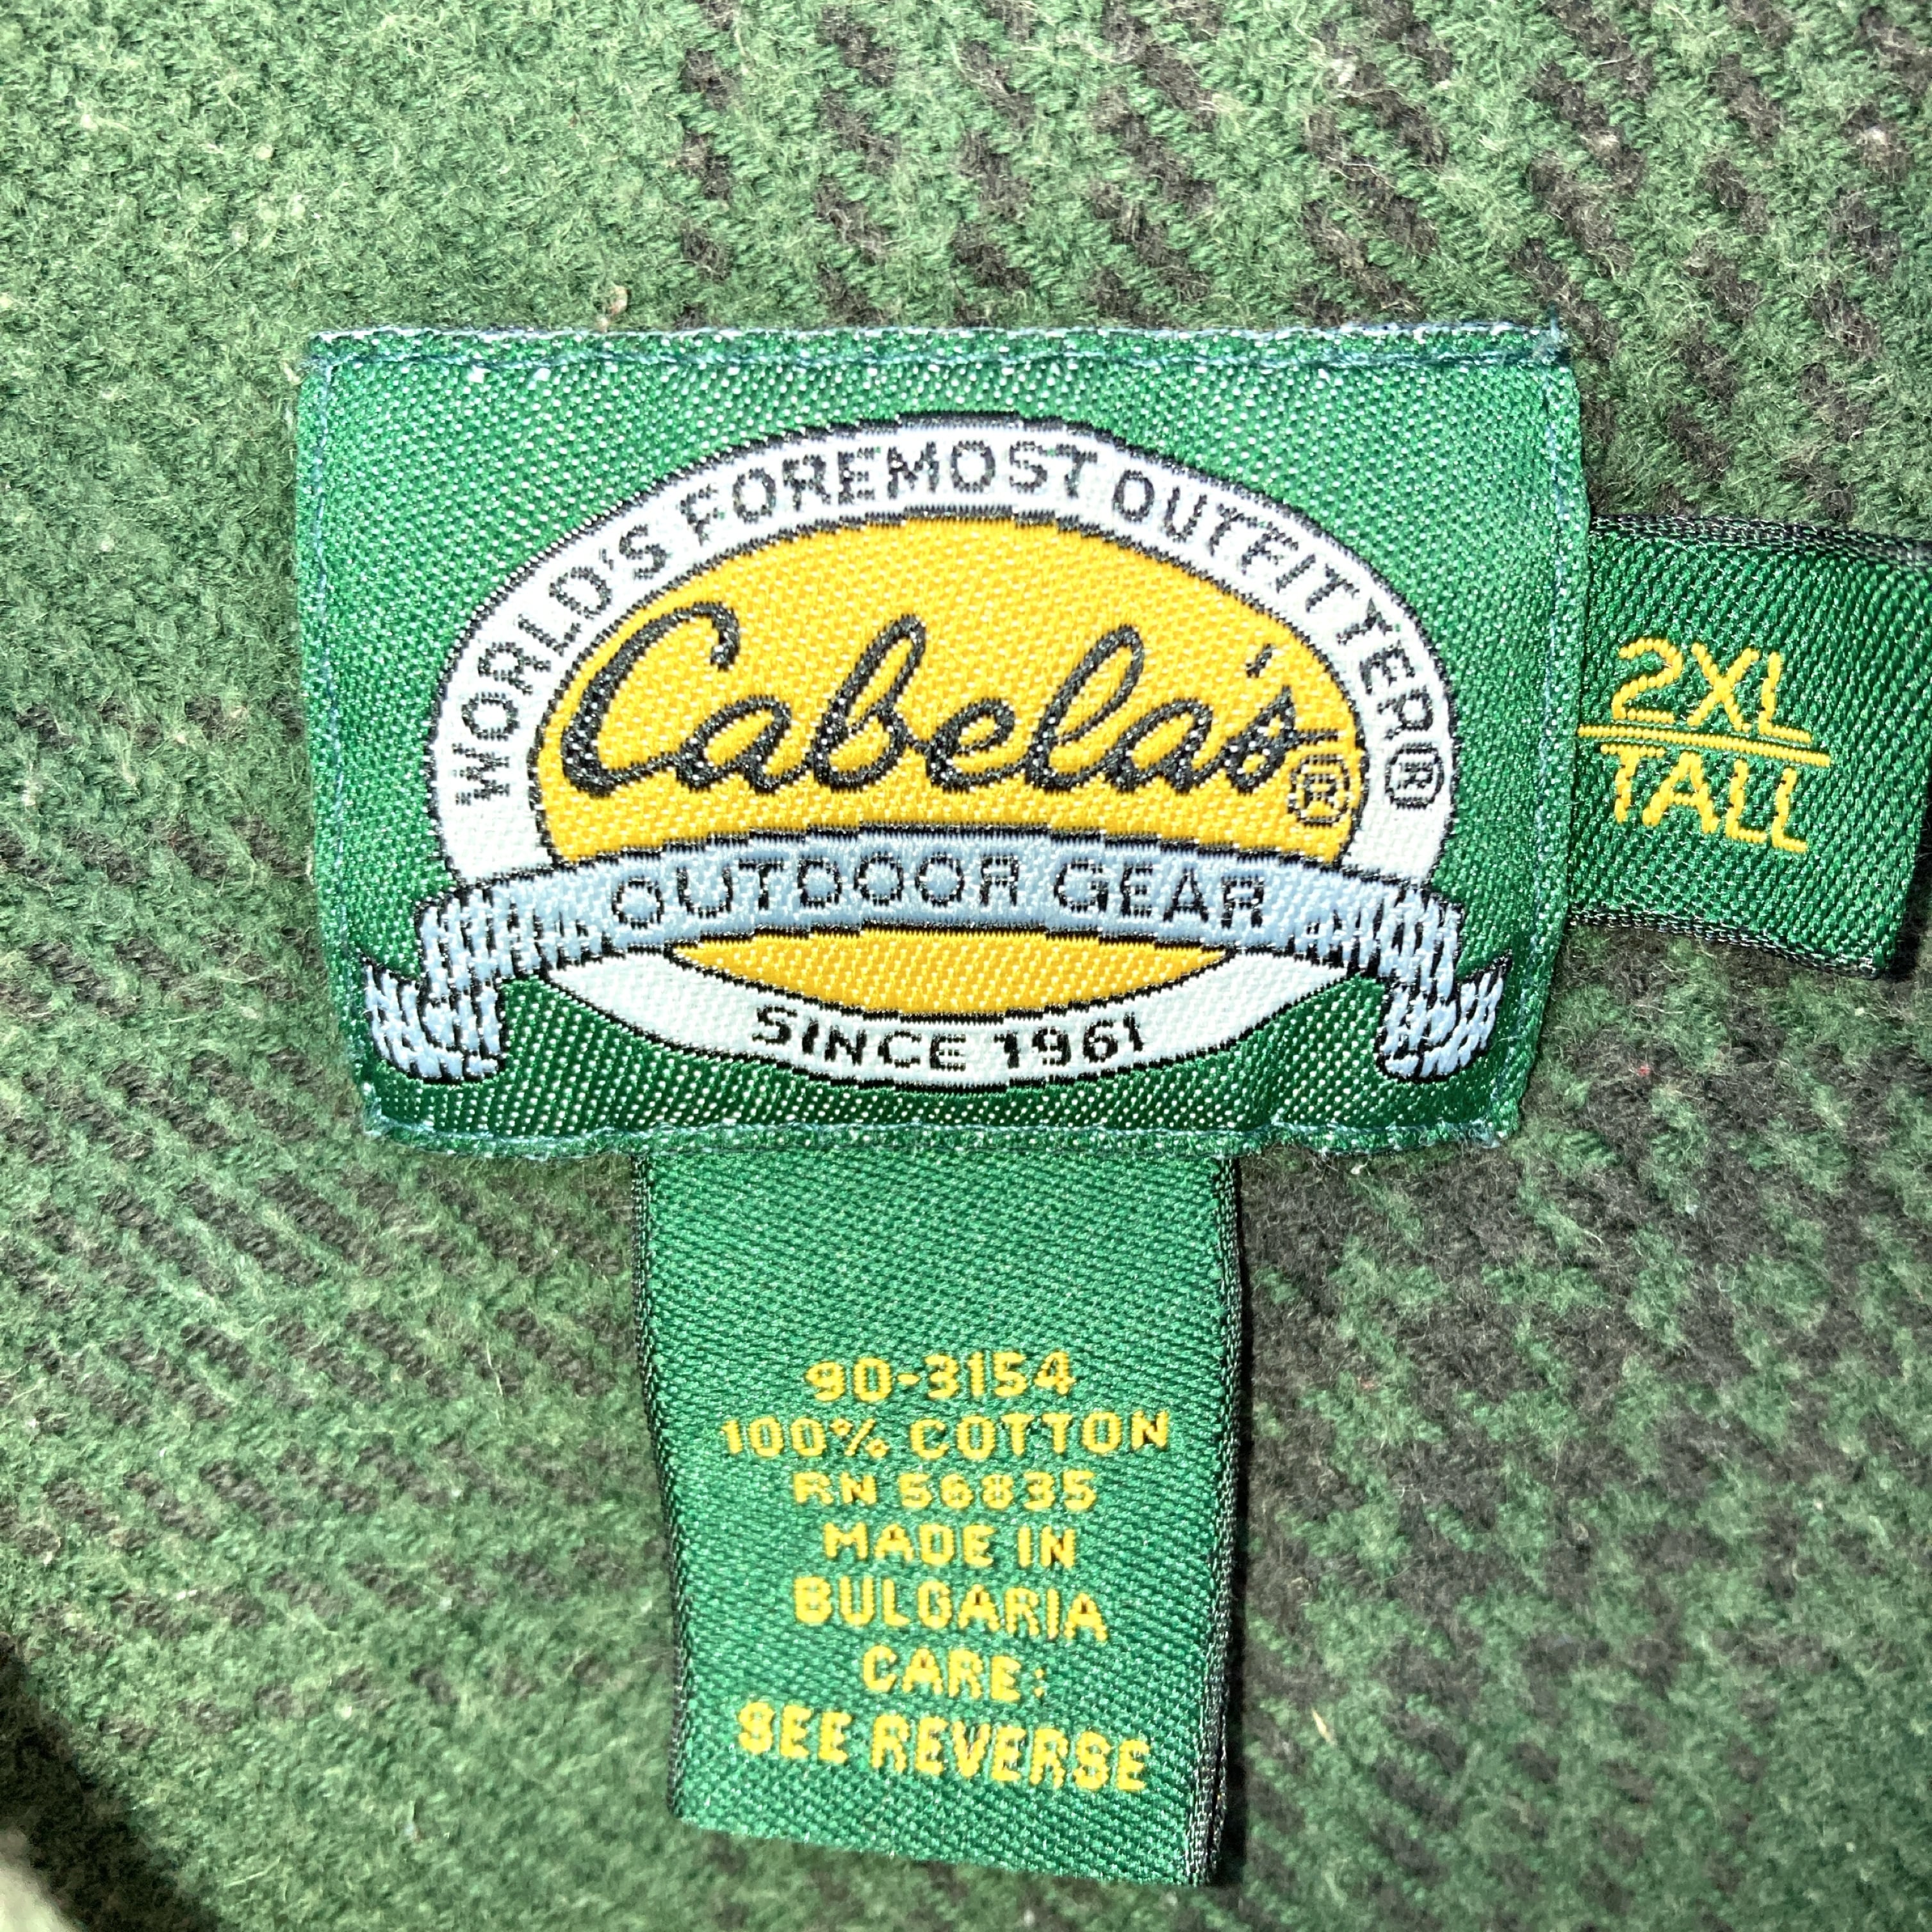 WORLD'S FOREMOST OUTFITTER®
Cabela's®
OUTDOOR GEAR
SINCE 1961
2XL
TALL
90-3154
100% COTTON
RN 56835
MADE IN
BULGARIA
CARE:
SEE REVERSE